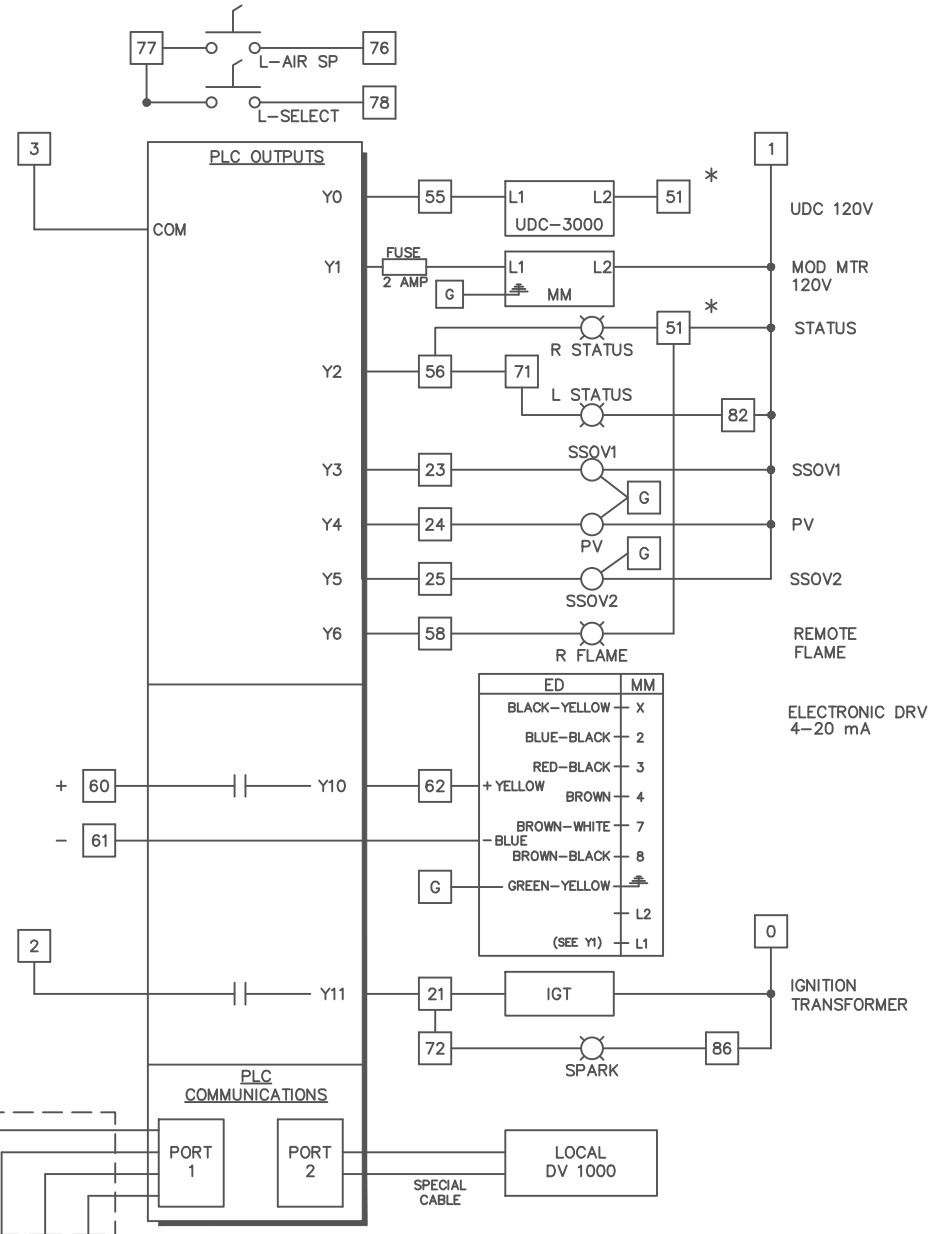 77
76
L-AIR SP
78
L-SELECT
3
1
PLC OUTPUTS
COM
Y0
55
L1
L2
UDC-3000
51
*
UDC 120V
Y1
FUSE
2 AMP
G
L1
L2
MM
MOD MTR
120V
R STATUS
51
*
STATUS
Y2
56
71
L STATUS
82
Y3
23
SSOV1
SSOV1
G
Y4
24
PV
PV
G
Y5
25
SSOV2
SSOV2
Y6
58
R FLAME
REMOTE
FLAME
ED
MM
BLACK-YELLOW
X
BLUE-BLACK
2
RED-BLACK
3
ELECTRONIC DRV
4-20 mA
+
60
Y10
62
+ YELLOW
BROWN
4
BROWN-WHITE
7
-
61
- BLUE
BROWN-BLACK
8
G
GREEN-YELLOW
L2
(SEE Y1)
L1
2
0
Y11
21
IGT
IGNITION
TRANSFORMER
72
SPARK
86
PLC
COMMUNICATIONS
PORT
1
PORT
2
SPECIAL
CABLE
LOCAL
DV 1000